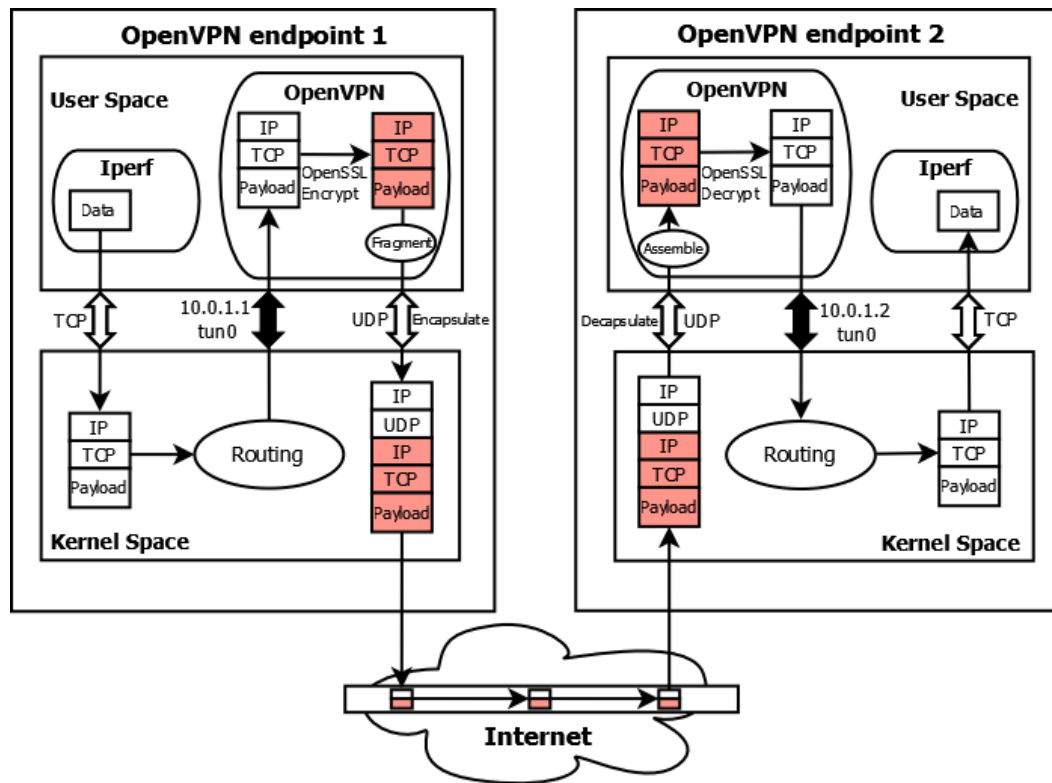 OpenVPN endpoint 1
User Space
OpenVPN
Iperf
Data
IP
TCP
Payload
OpenSSL
Encrypt
IP
TCP
Payload
Fragment
TCP
10.0.1.1
tun0
UDP
Encapsulate
IP
TCP
Payload
Routing
IP
UDP
IP
TCP
Payload
Kernel Space
OpenVPN endpoint 2
OpenVPN
User Space
IP
TCP
Payload
OpenSSL
Decrypt
IP
TCP
Payload
Assemble
Iperf
Data
Decapsulate
UDP
10.0.1.2
tun0
TCP
IP
UDP
IP
TCP
Payload
Routing
IP
TCP
Payload
Kernel Space
Internet